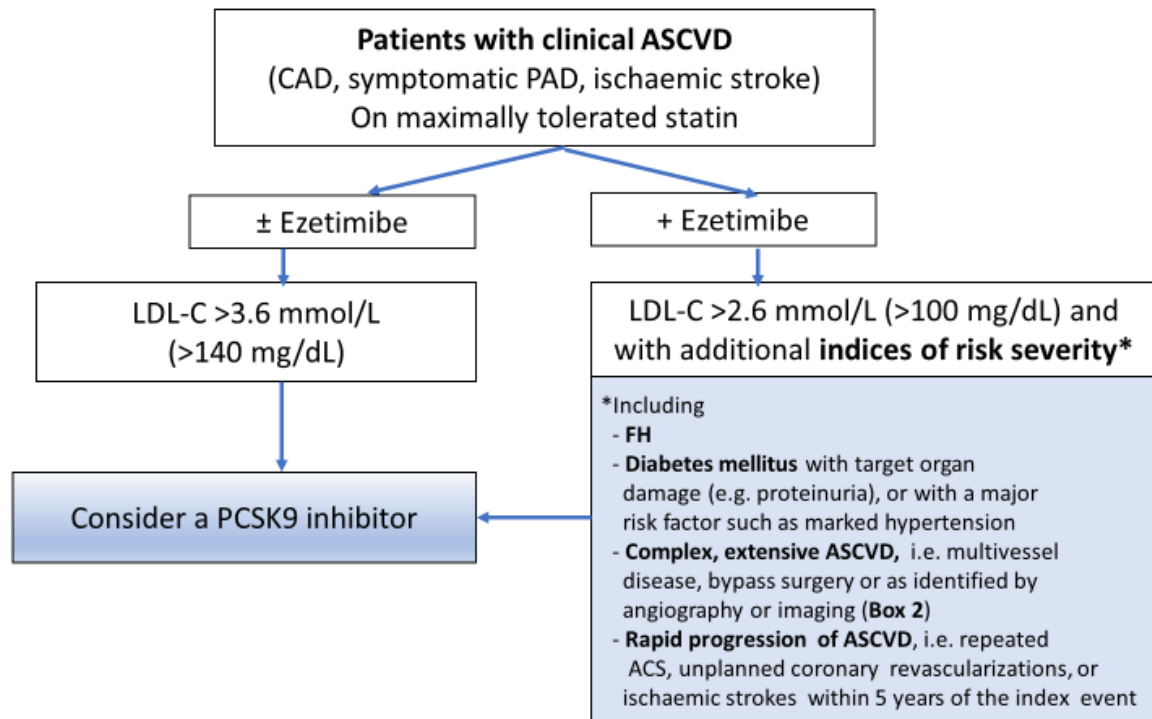 Patients with clinical ASCVD
(CAD, symptomatic PAD, ischaemic stroke)
On maximally tolerated statin
± Ezetimibe
+ Ezetimibe
LDL-C >3.6 mmol/L
(>140 mg/dL)
LDL-C >2.6 mmol/L (>100 mg/dL) and
with additional indices of risk severity*
Consider a PCSK9 inhibitor
*Including
- FH
- Diabetes mellitus with target organ
damage (e.g. proteinuria), or with a major
risk factor such as marked hypertension
- Complex, extensive ASCVD, i.e. multivessel
disease, bypass surgery or as identified by
angiography or imaging (Box 2)
- Rapid progression of ASCVD, i.e. repeated
ACS, unplanned coronary revascularizations, or
ischaemic strokes within 5 years of the index event